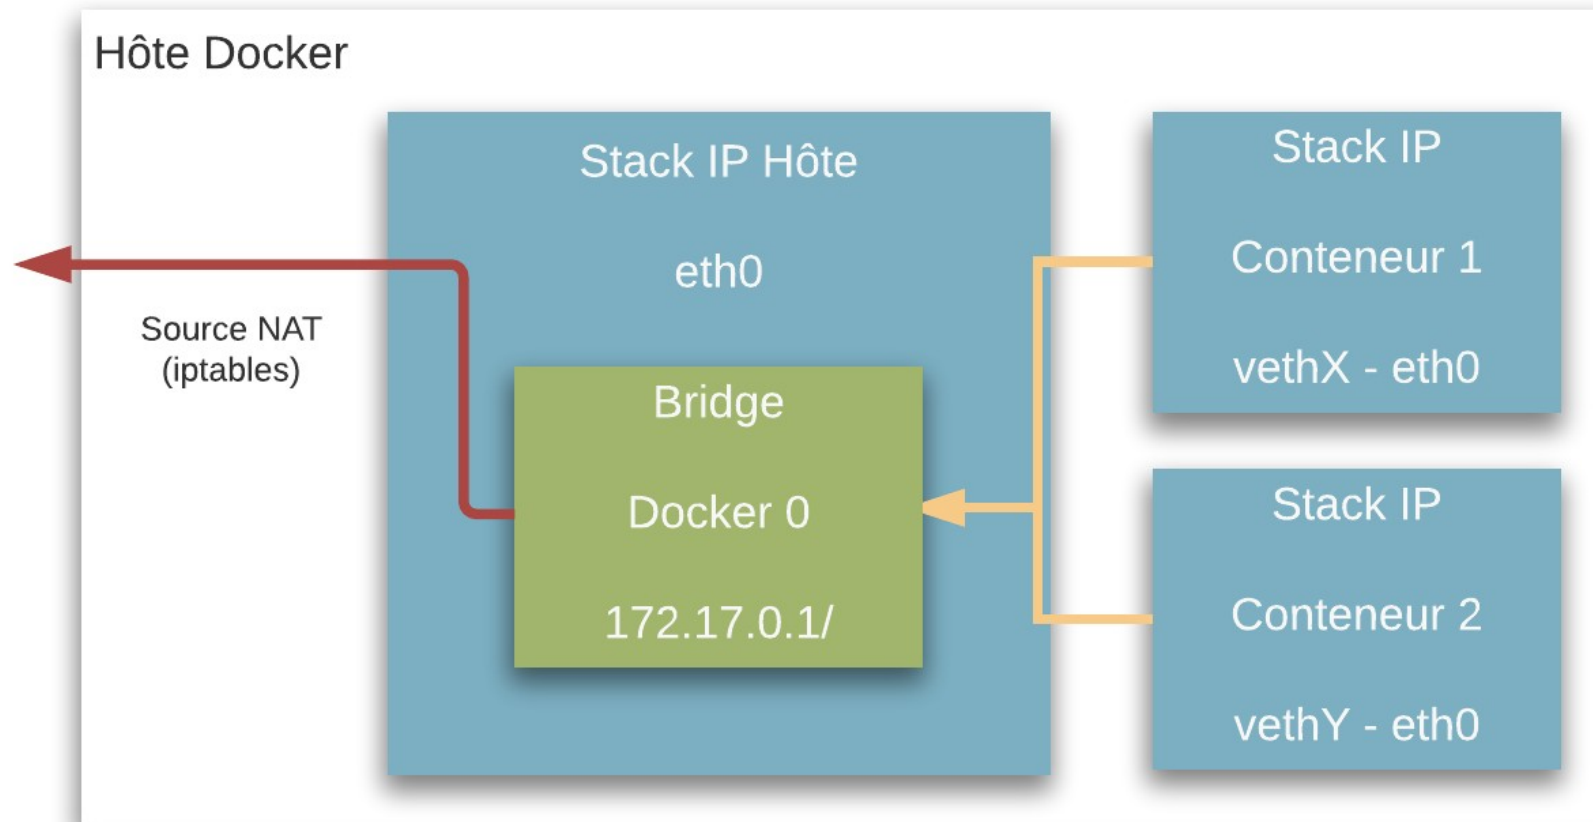 Hôte Docker
Stack IP Hôte
eth0
Source NAT
(iptables)
Bridge
Docker 0
172.17.0.1/
Stack IP
Conteneur 1
vethX - eth0
Stack IP
Conteneur 2
vethY - eth0